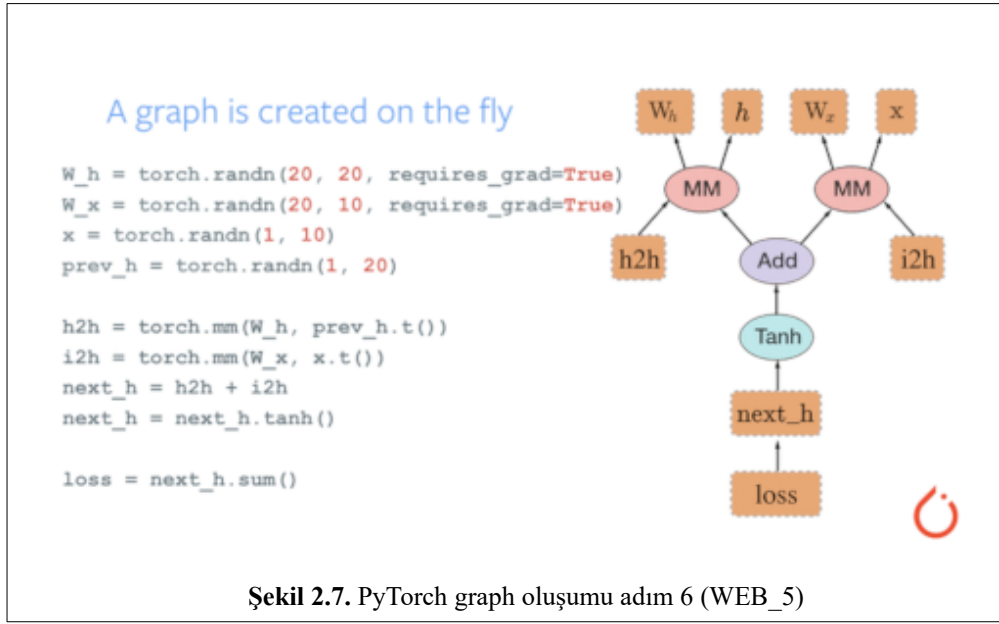 A graph is created on the fly
W_h = torch.randn(20, 20, requires_grad=True)
W_x = torch.randn(20, 10, requires_grad=True)
x = torch.randn(1, 10)
prev_h = torch.randn(1, 20)
h2h = torch.mm(W_h, prev_h.t())
i2h = torch.mm(W_x, x.t())
next_h = h2h + i2h
next_h = next_h.tanh()
loss = next_h.sum()
W_h h W_x x
MM MM
h2h Add i2h
Tanh
next_h
loss
Şekil 2.7. PyTorch graph oluşumu adım 6 (WEB_5)